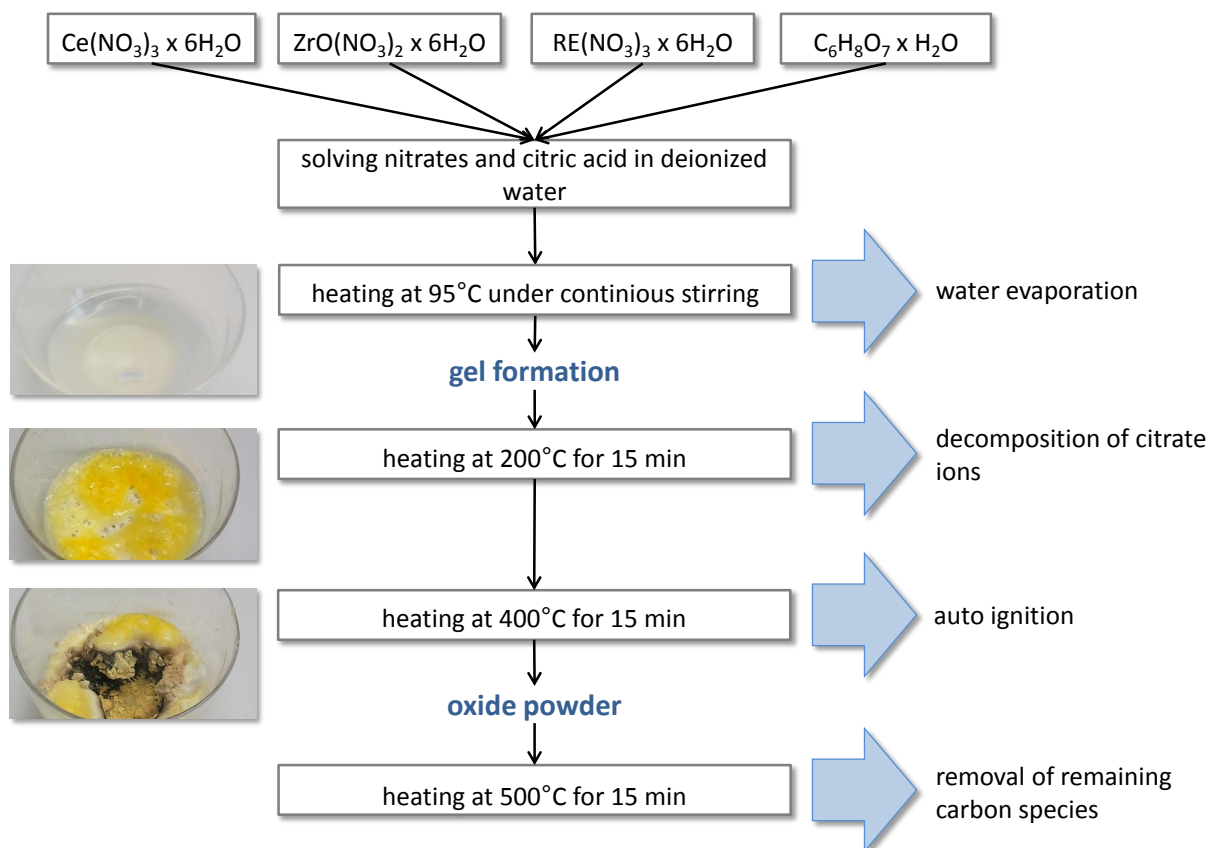 Ce(NO₃)₃ x 6H₂O
ZrO(NO₃)₂ x 6H₂O
RE(NO₃)₃ x 6H₂O
C₆H₈O₇ x H₂O
solving nitrates and citric acid in deionized
water
heating at 95°C under continious stirring
water evaporation
gel formation
heating at 200°C for 15 min
decomposition of citrate
ions
heating at 400°C for 15 min
auto ignition
oxide powder
heating at 500°C for 15 min
removal of remaining
carbon species